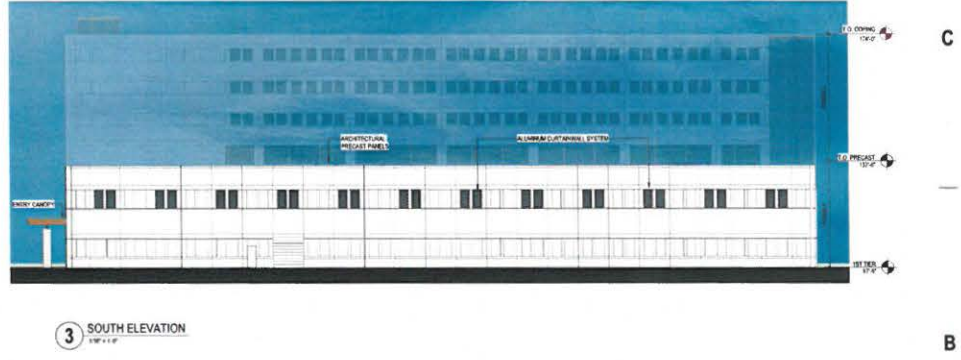 T.O. COPING
C
ARCHITECTURAL
PRECAST PANELS
ALUMINUM CURTAINWALL SYSTEM
T.O. PRECAST
ENTRY CANOPY
1ST TIER
3
SOUTH ELEVATION
B